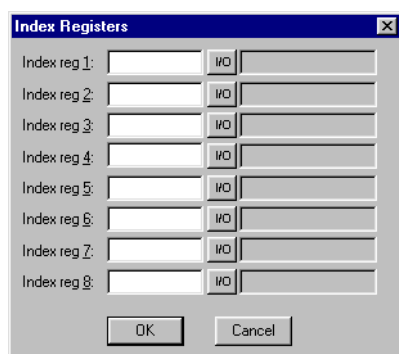 Index Registers
Index reg 1: I/O
Index reg 2: I/O
Index reg 3: I/O
Index reg 4: I/O
Index reg 5: I/O
Index reg 6: I/O
Index reg 7: I/O
Index reg 8: I/O
OK Cancel